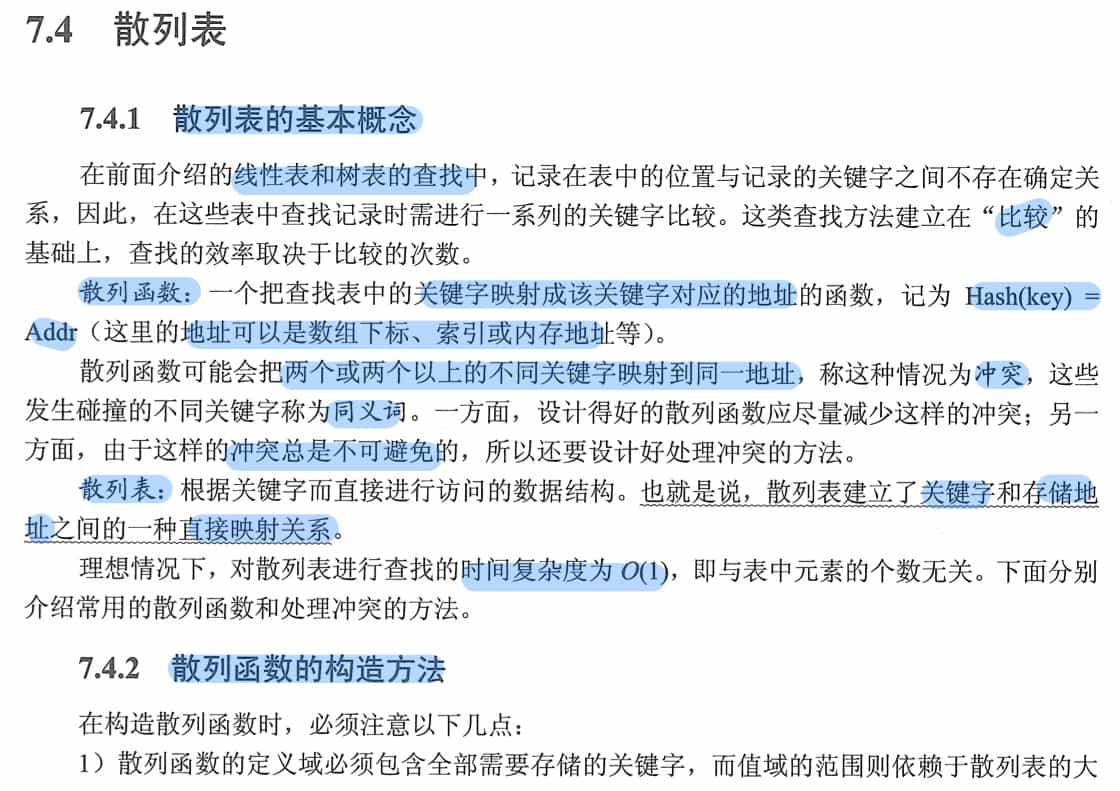 7.4 散列表
7.4.1 散列表的基本概念
在前面介绍的线性表和树表的查找中，记录在表中的位置与记录的关键字之间不存在确定关
系，因此，在这些表中查找记录时需进行一系列的关键字比较。这类查找方法建立在“比较”的
基础上，查找的效率取决于比较的次数。
散列函数：一个把查找表中的关键字映射成该关键字对应的地址的函数，记为 Hash(key) =
Addr（这里的地址可以是数组下标、索引或内存地址等）。
散列函数可能会把两个或两个以上的不同关键字映射到同一地址，称这种情况为冲突，这些
发生碰撞的不同关键字称为同义词。一方面，设计得好的散列函数应尽量减少这样的冲突；另一
方面，由于这样的冲突总是不可避免的，所以还要设计好处理冲突的方法。
散列表：根据关键字而直接进行访问的数据结构。也就是说，散列表建立了关键字和存储地
址之间的一种直接映射关系。
理想情况下，对散列表进行查找的时间复杂度为 O(1)，即与表中元素的个数无关。下面分别
介绍常用的散列函数和处理冲突的方法。
7.4.2 散列函数的构造方法
在构造散列函数时，必须注意以下几点：
1）散列函数的定义域必须包含全部需要存储的关键字，而值域的范围则依赖于散列表的大